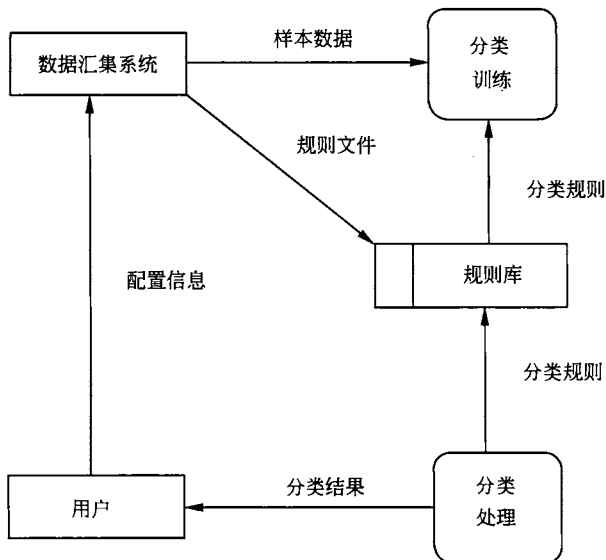 样本数据
数据汇集系统
分类
训练
规则文件
分类规则
配置信息
规则库
分类规则
用户
分类结果
分类
处理